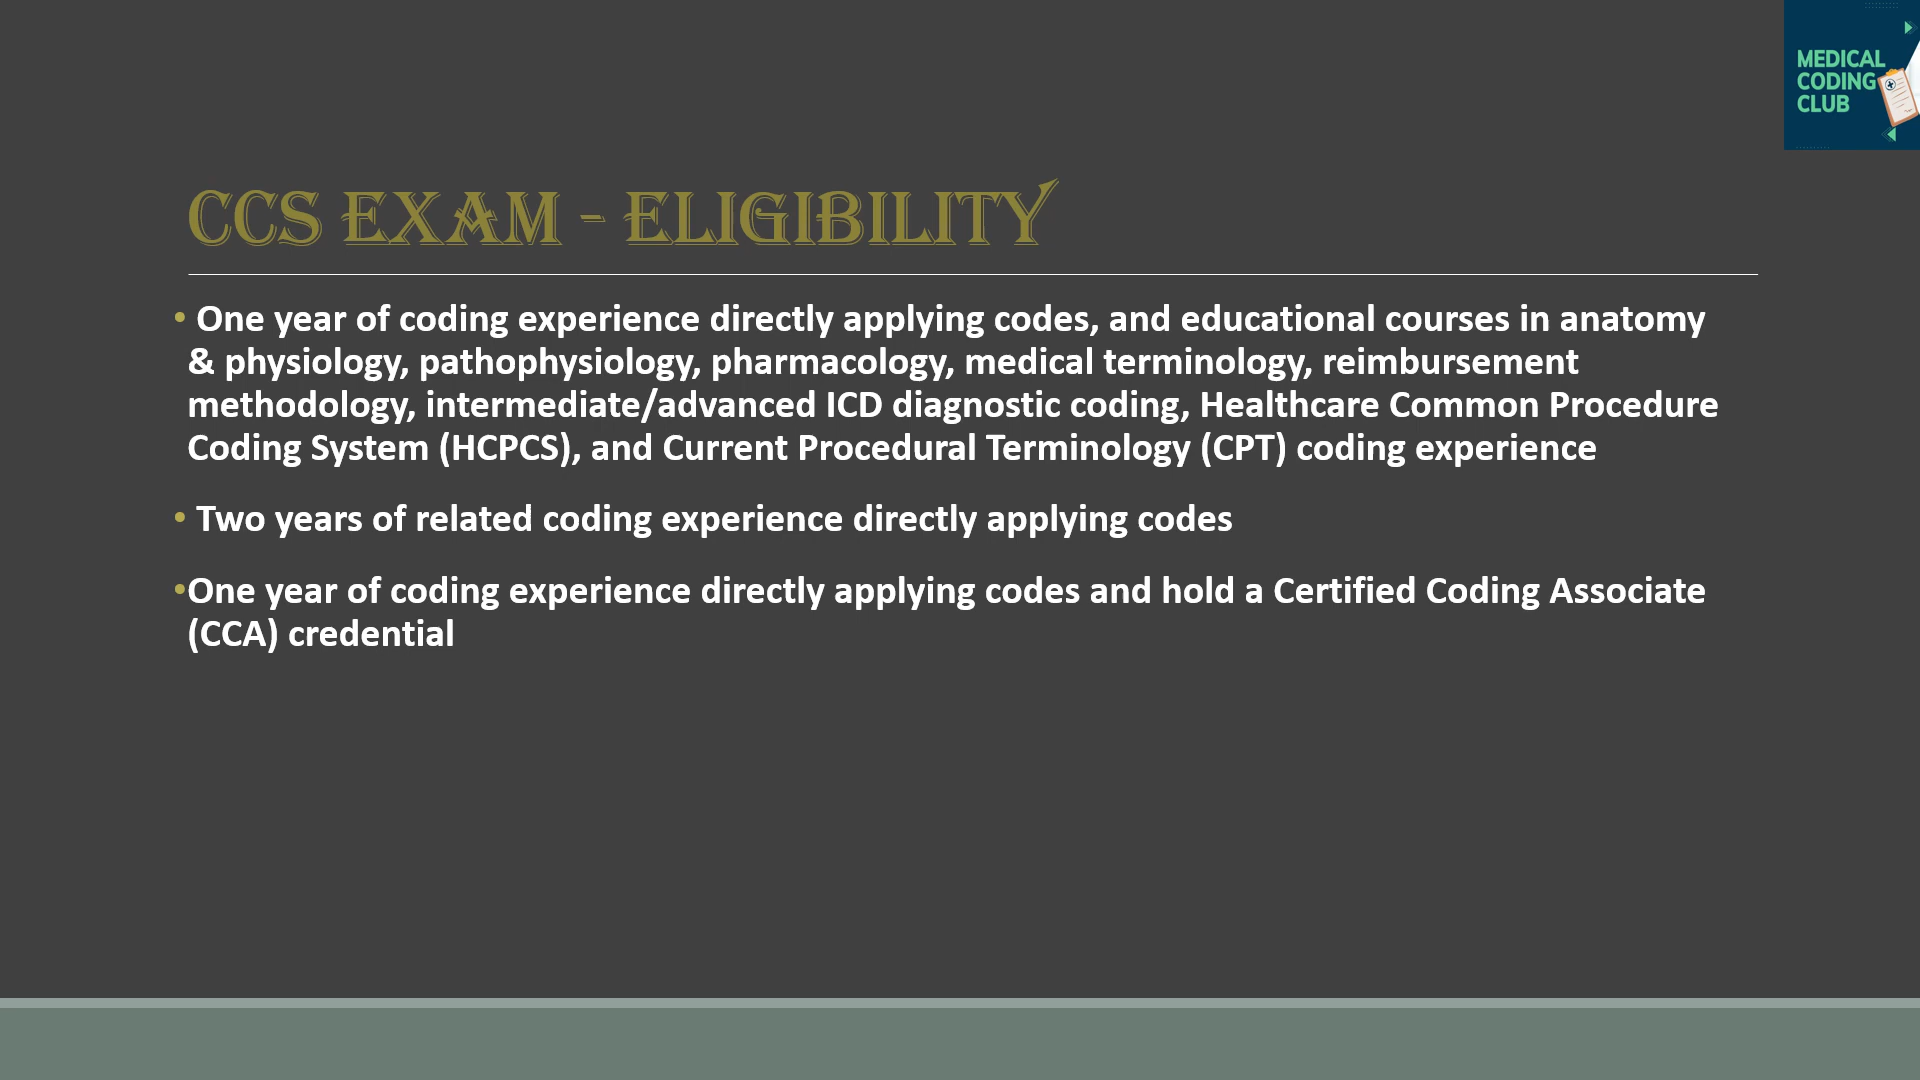 MEDICAL
CODING
CLUB
CCS EXAM - ELIGIBILITY
• One year of coding experience directly applying codes, and educational courses in anatomy
& physiology, pathophysiology, pharmacology, medical terminology, reimbursement
methodology, intermediate/advanced ICD diagnostic coding, Healthcare Common Procedure
Coding System (HCPCS), and Current Procedural Terminology (CPT) coding experience
• Two years of related coding experience directly applying codes
•One year of coding experience directly applying codes and hold a Certified Coding Associate
(CCA) credential